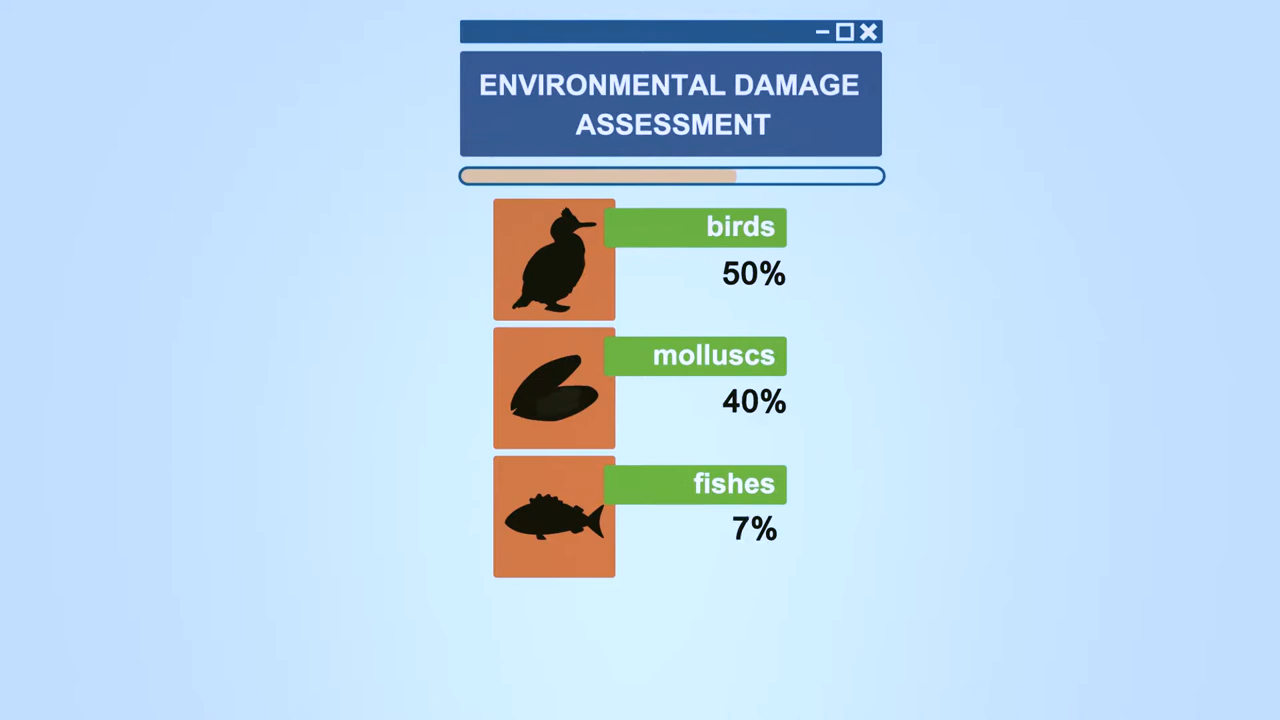 ENVIRONMENTAL DAMAGE
ASSESSMENT
birds
50%
molluscs
40%
fishes
7%